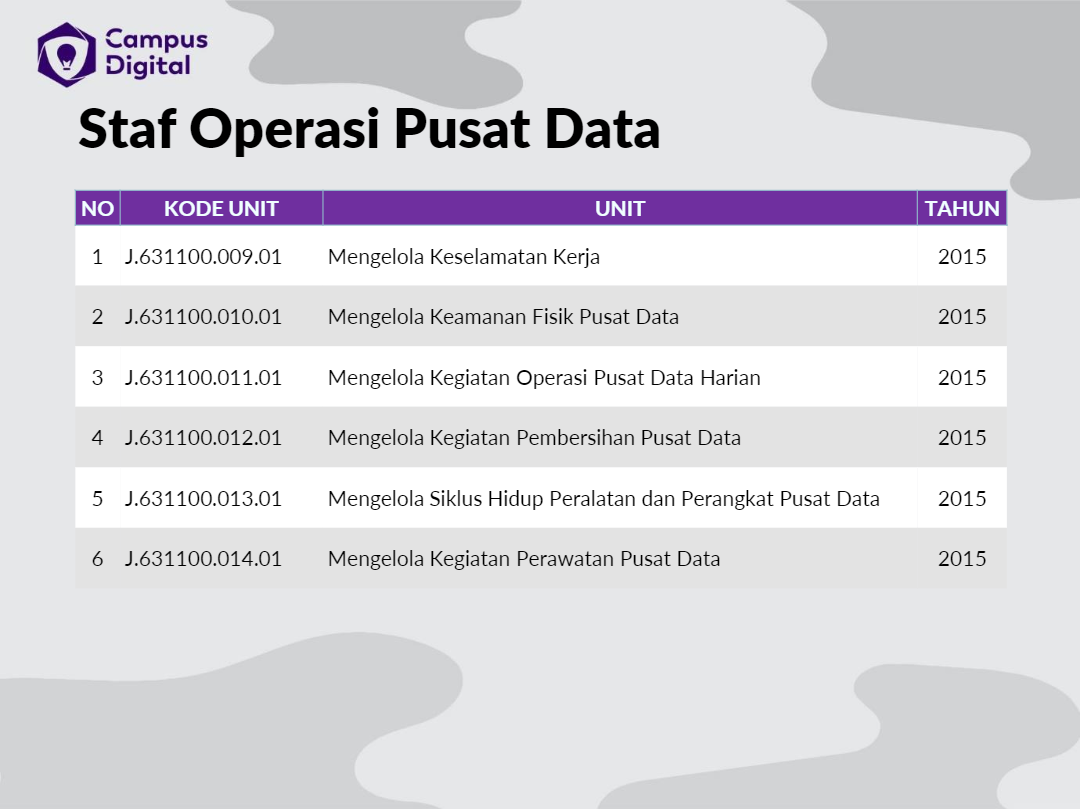 Campus
Digital
Staf Operasi Pusat Data
NO KODE UNIT UNIT TAHUN
1 J.631100.009.01 Mengelola Keselamatan Kerja 2015
2 J.631100.010.01 Mengelola Keamanan Fisik Pusat Data 2015
3 J.631100.011.01 Mengelola Kegiatan Operasi Pusat Data Harian 2015
4 J.631100.012.01 Mengelola Kegiatan Pembersihan Pusat Data 2015
5 J.631100.013.01 Mengelola Siklus Hidup Peralatan dan Perangkat Pusat Data 2015
6 J.631100.014.01 Mengelola Kegiatan Perawatan Pusat Data 2015